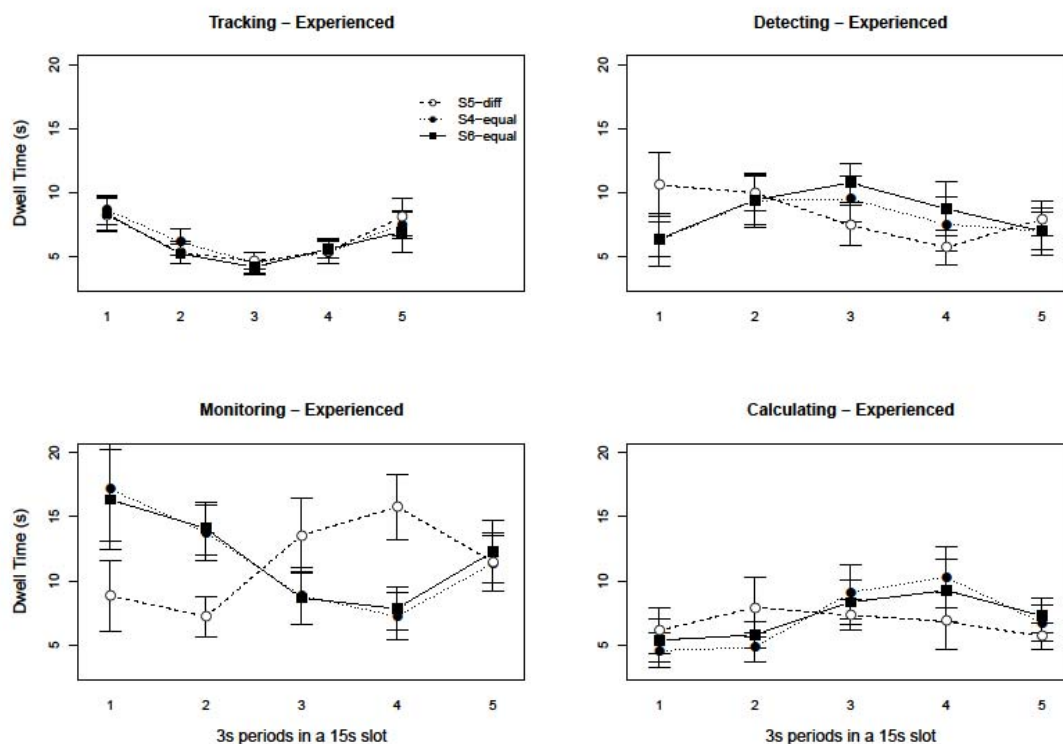 Tracking – Experienced
Dwell Time (s)
20
15
10
5
S5−diff
S4−equal
S6−equal
1 2 3 4 5
Detecting – Experienced
20
15
10
5
1 2 3 4 5
Monitoring – Experienced
Dwell Time (s)
20
15
10
5
1 2 3 4 5
3s periods in a 15s slot
Calculating – Experienced
20
15
10
5
1 2 3 4 5
3s periods in a 15s slot